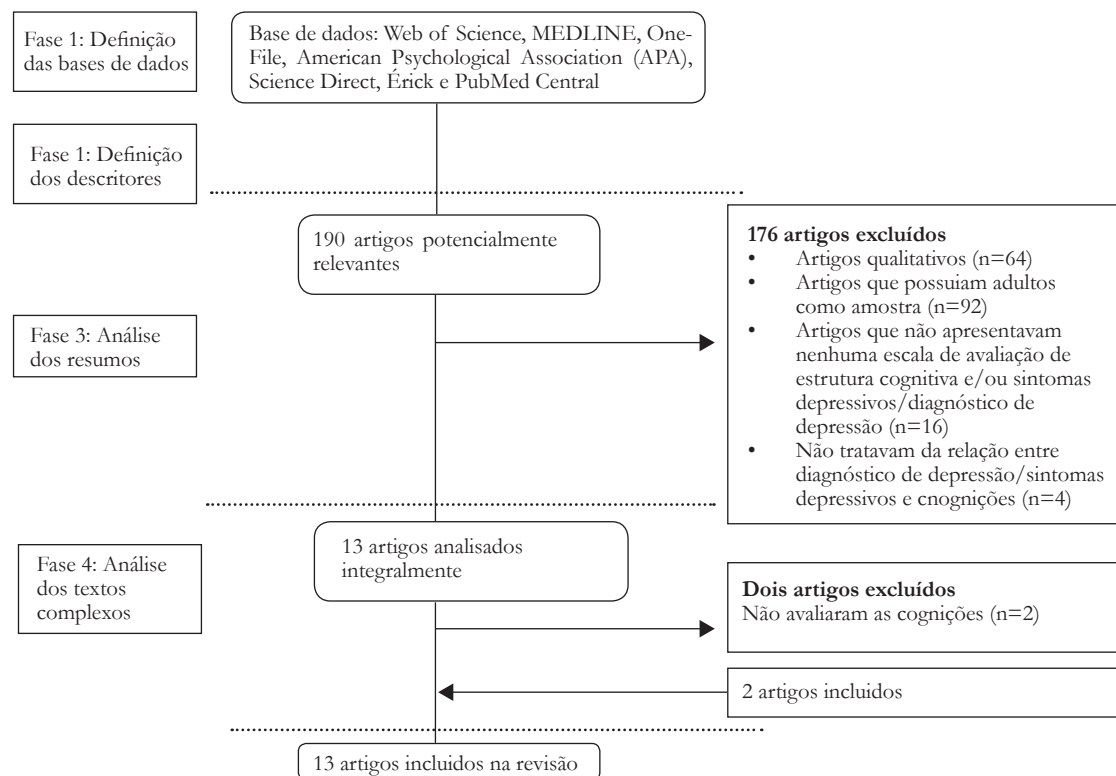 Fase 1: Definição
das bases de dados
Base de dados: Web of Science, MEDLINE, One-
File, American Psychological Association (APA),
Science Direct, Érick e PubMed Central
Fase 1: Definição
dos descritores
190 artigos potencialmente
relevantes
176 artigos excluídos
• Artigos qualitativos (n=64)
• Artigos que possuiam adultos
como amostra (n=92)
• Artigos que não apresentavam
nenhuma escala de avaliação de
estrutura cognitiva e/ou sintomas
depressivos/diagnóstico de
depressão (n=16)
• Não tratavam da relação entre
diagnóstico de depressão/sintomas
depressivos e cnognições (n=4)
Fase 3: Análise
dos resumos
13 artigos analisados
integralmente
Fase 4: Análise
dos textos
complexos
Dois artigos excluídos
Não avaliaram as cognições (n=2)
2 artigos incluidos
13 artigos incluidos na revisão